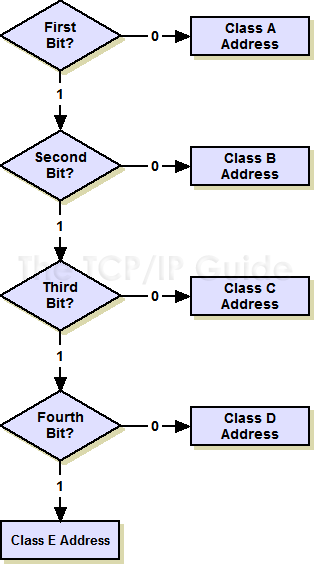 First
Bit?
0
Class A
Address
1
Second
Bit?
0
Class B
Address
1
The TCP/IP Guide
Third
Bit?
0
Class C
Address
1
Fourth
Bit?
0
Class D
Address
1
Class E Address